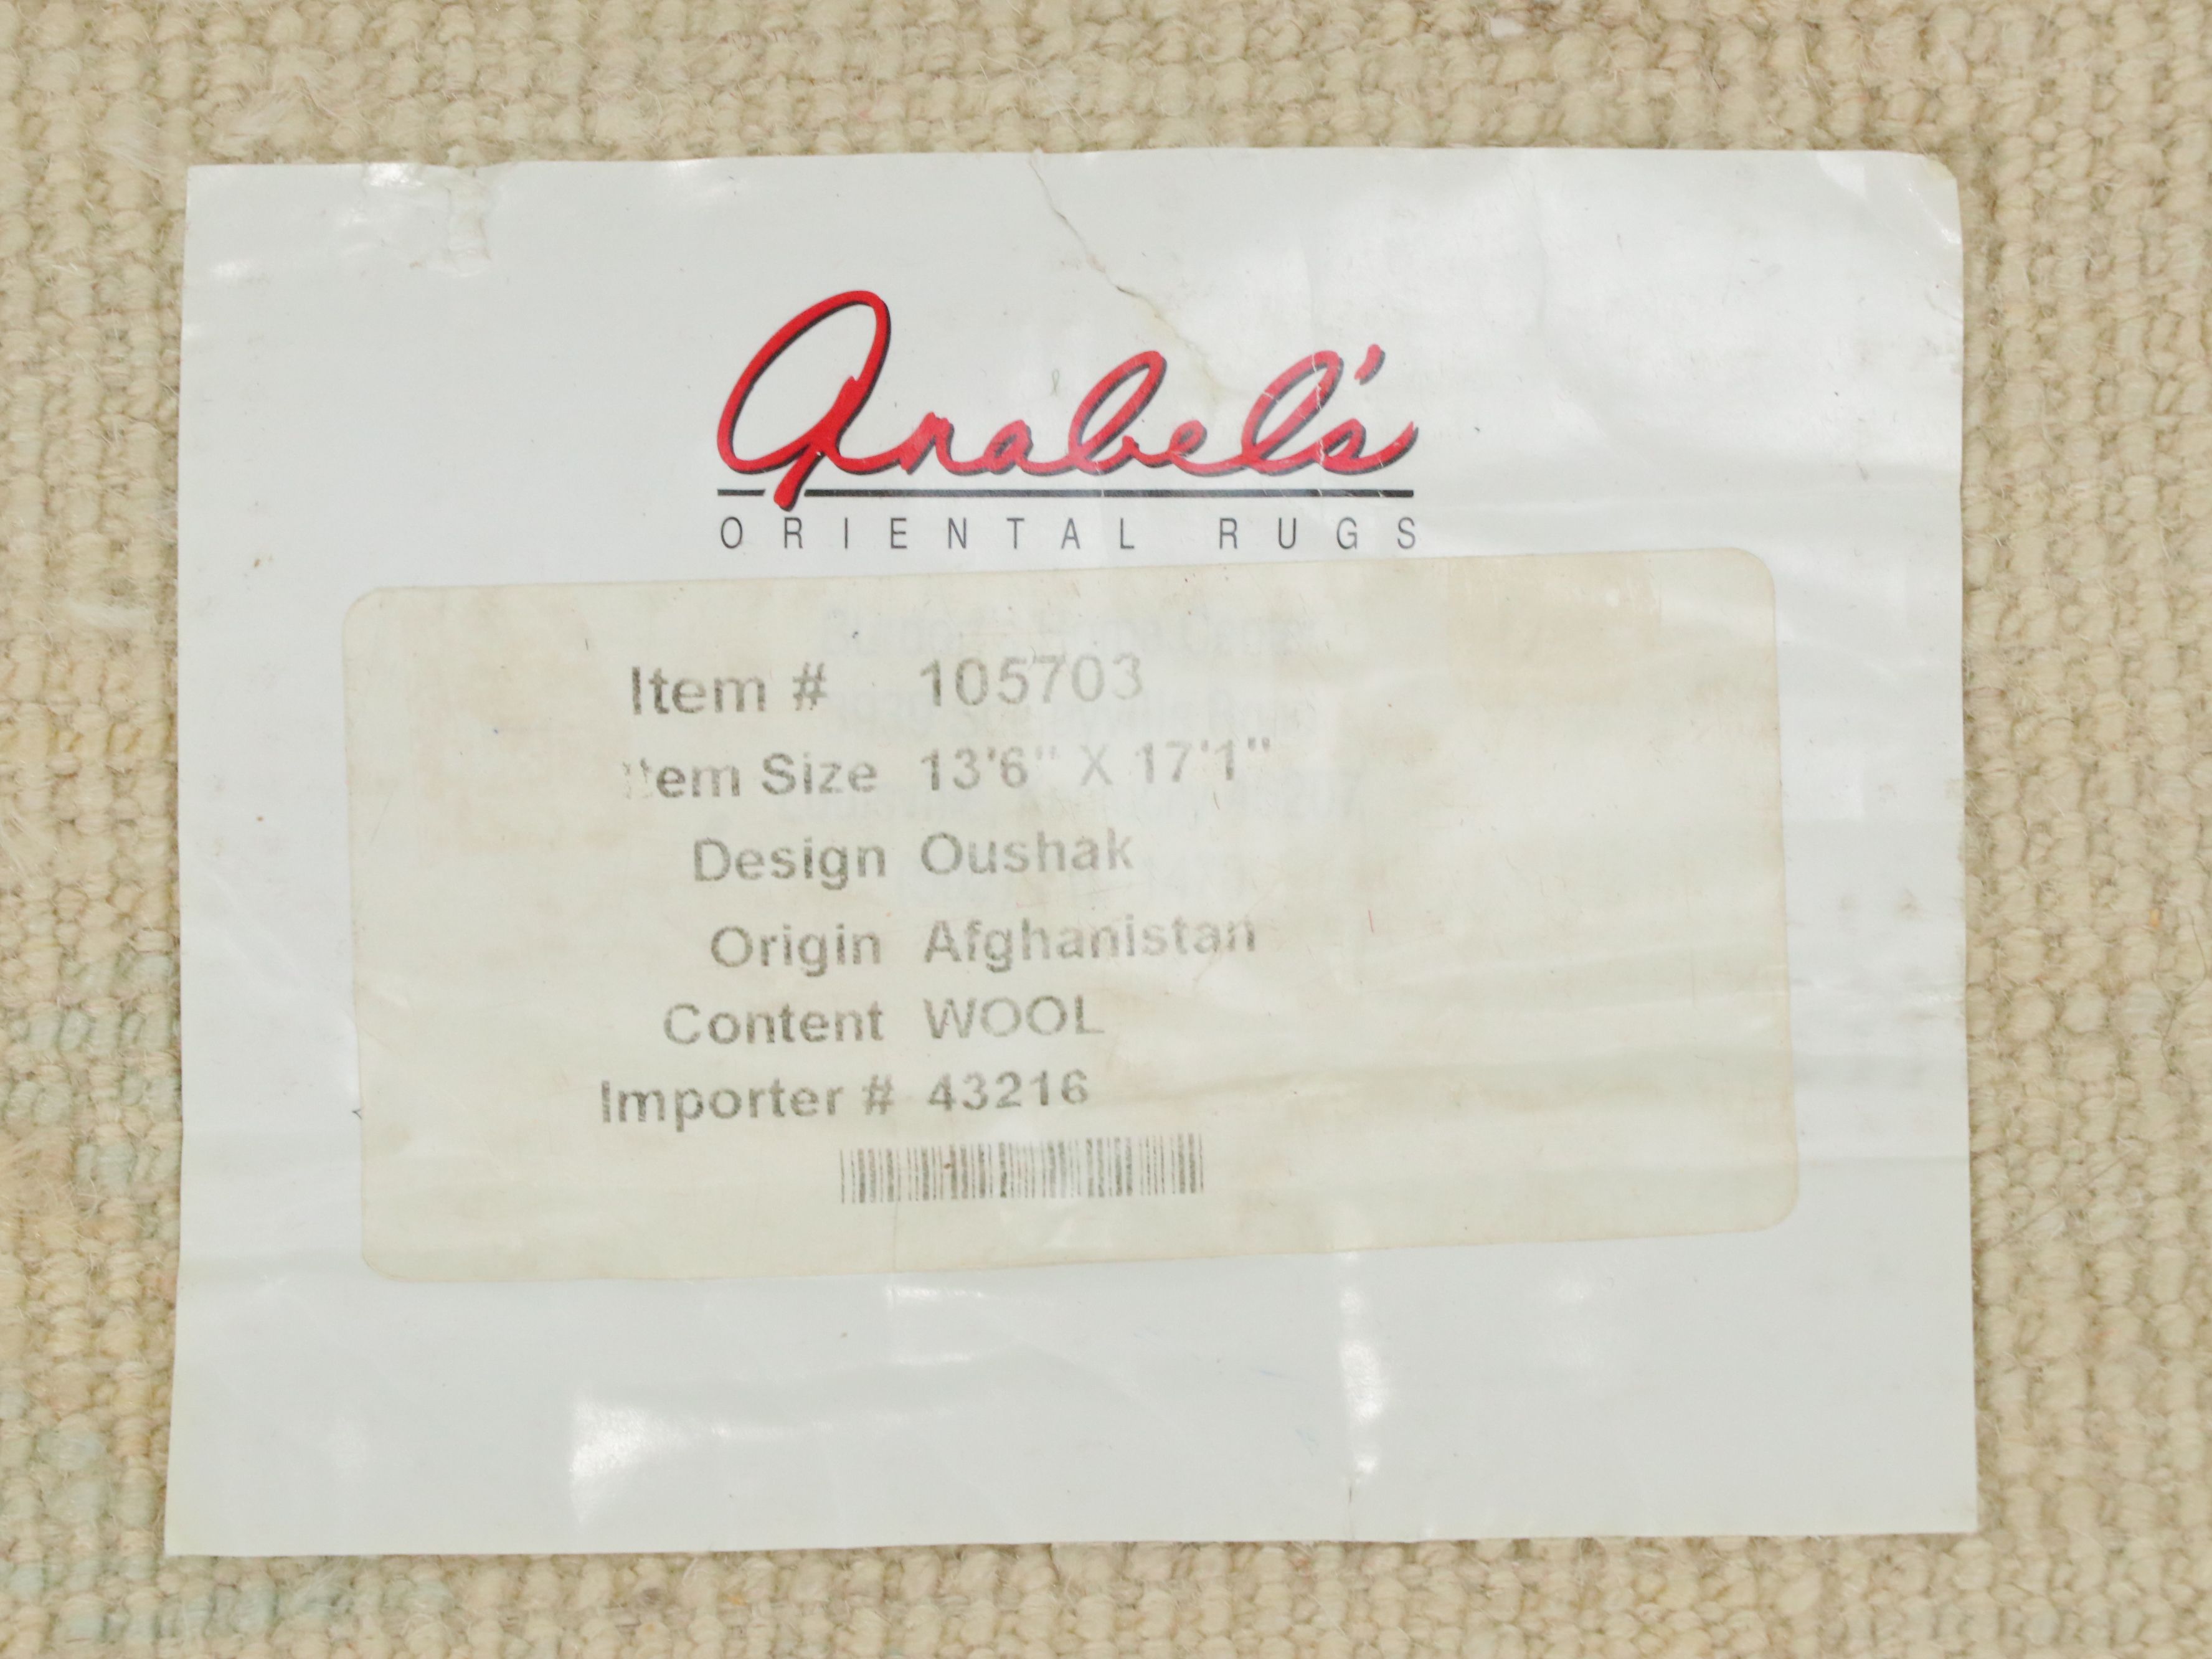 Anabel's
ORIENTAL RUGS
Item # 105703
Item Size 13'6" X 17'1"
Design Oushak
Origin Afghanistan
Content WOOL
Importer # 43216